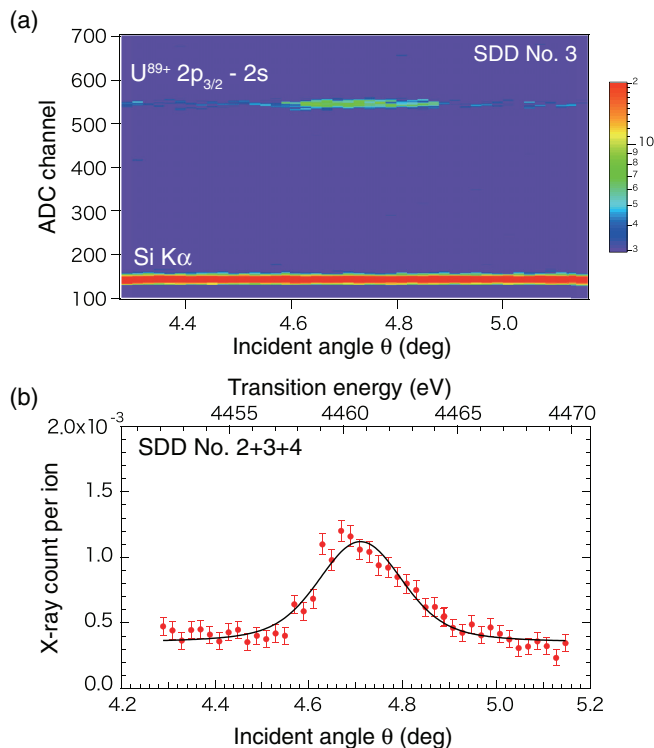 (a)
700
600
500
400
300
200
100
ADC channel
U⁸⁹⁺ 2p₃/₂ - 2s
SDD No. 3
Si Kα
4.4 4.6 4.8 5.0
Incident angle θ (deg)
2
10
9
8
7
6
5
4
3
(b)
Transition energy (eV)
4455 4460 4465 4470
2.0x10⁻³
1.5
1.0
0.5
0.0
X-ray count per ion
SDD No. 2+3+4
4.2 4.4 4.6 4.8 5.0 5.2
Incident angle θ (deg)